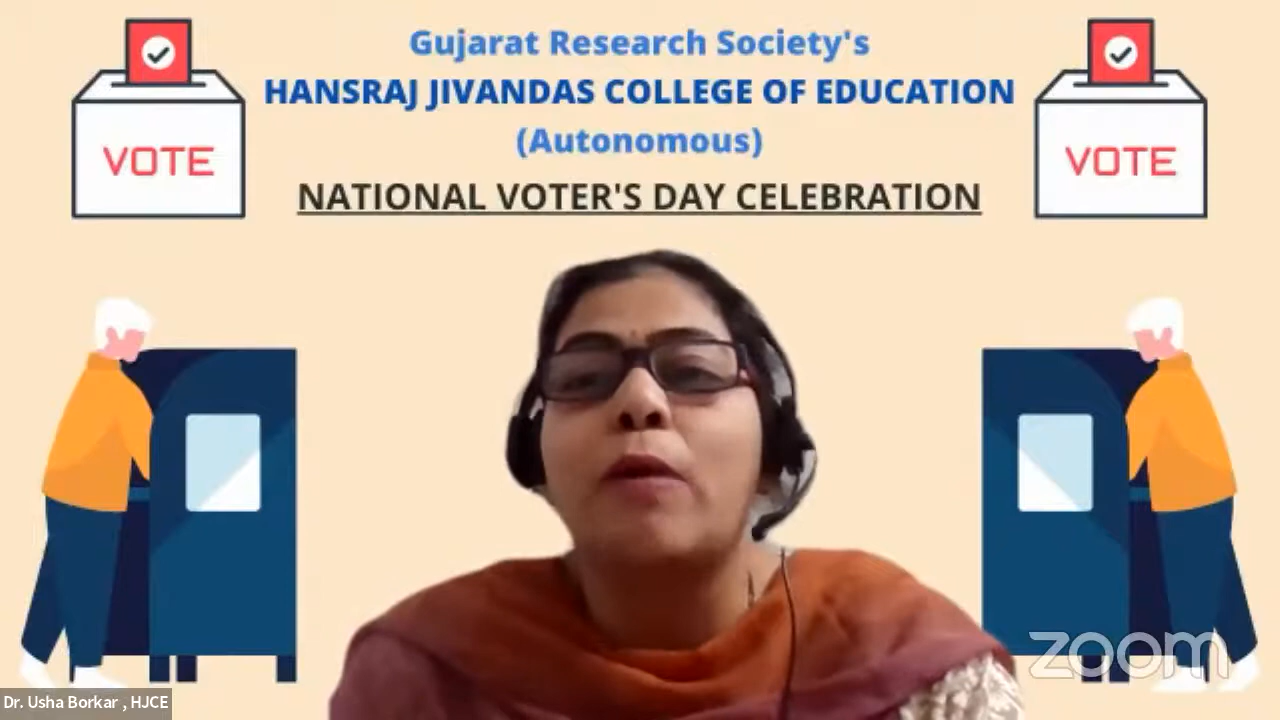 Gujarat Research Society's
HANSRAJ JIVANDAS COLLEGE OF EDUCATION
(Autonomous)
NATIONAL VOTER'S DAY CELEBRATION
VOTE
VOTE
zoom
Dr. Usha Borkar , HJCE